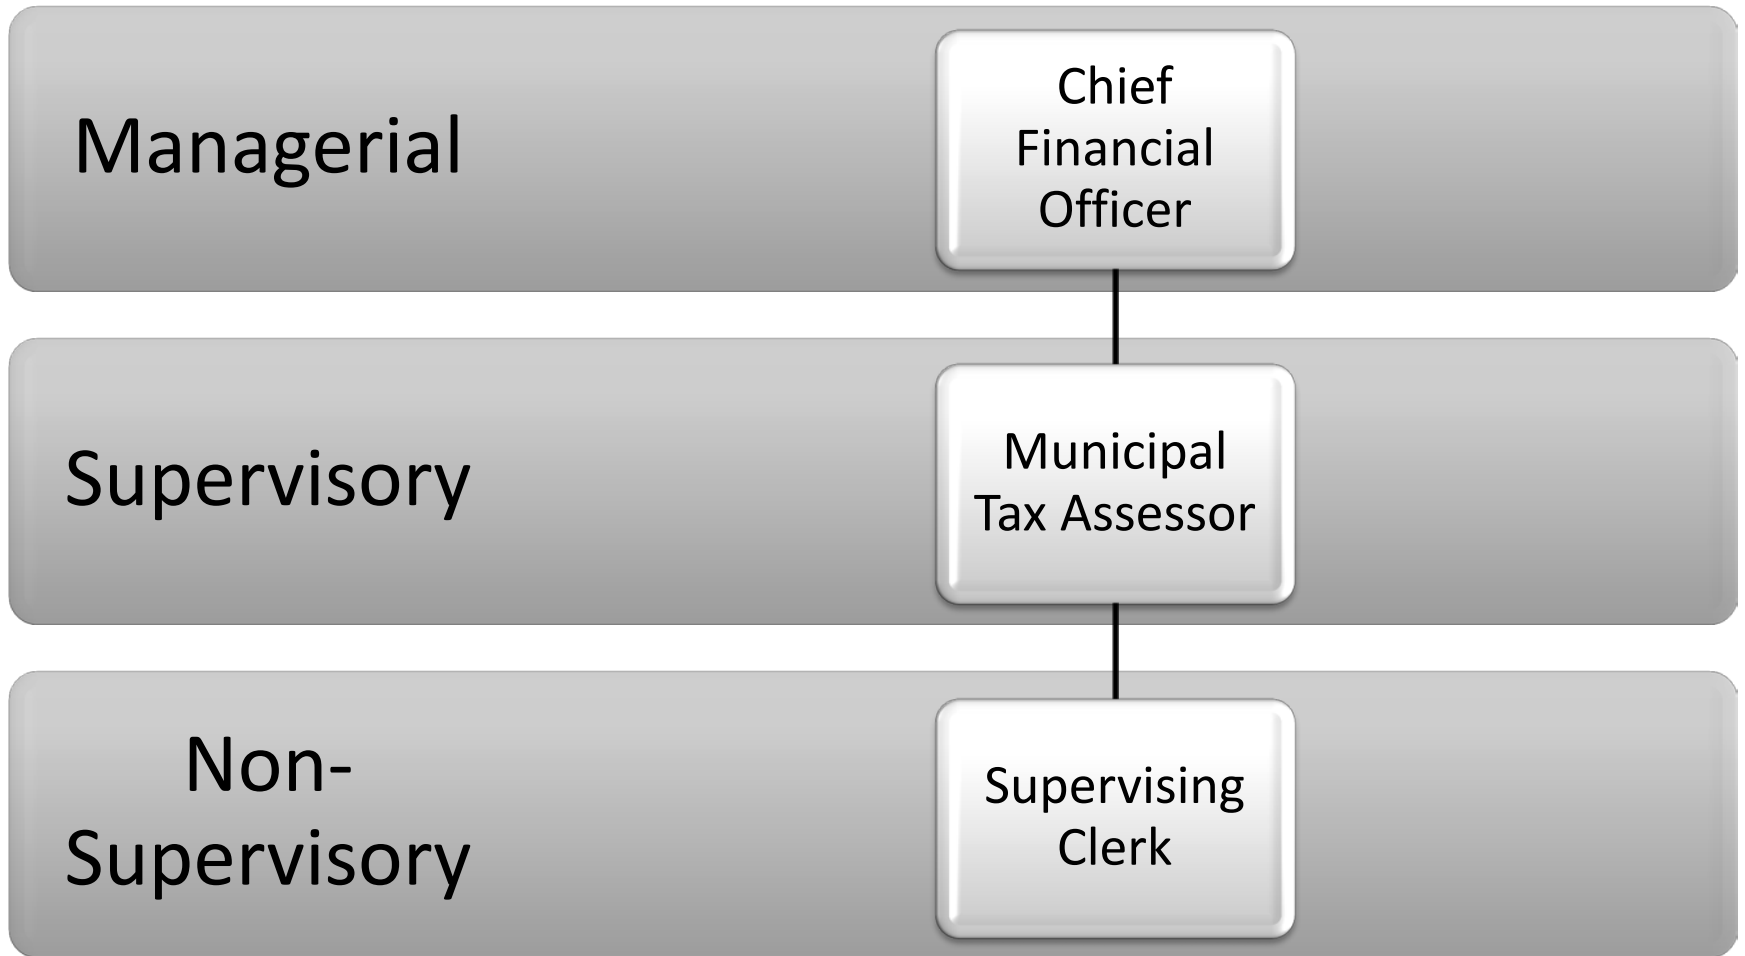 Managerial
Chief
Financial
Officer
Supervisory
Municipal
Tax Assessor
Non-
Supervisory
Supervising
Clerk